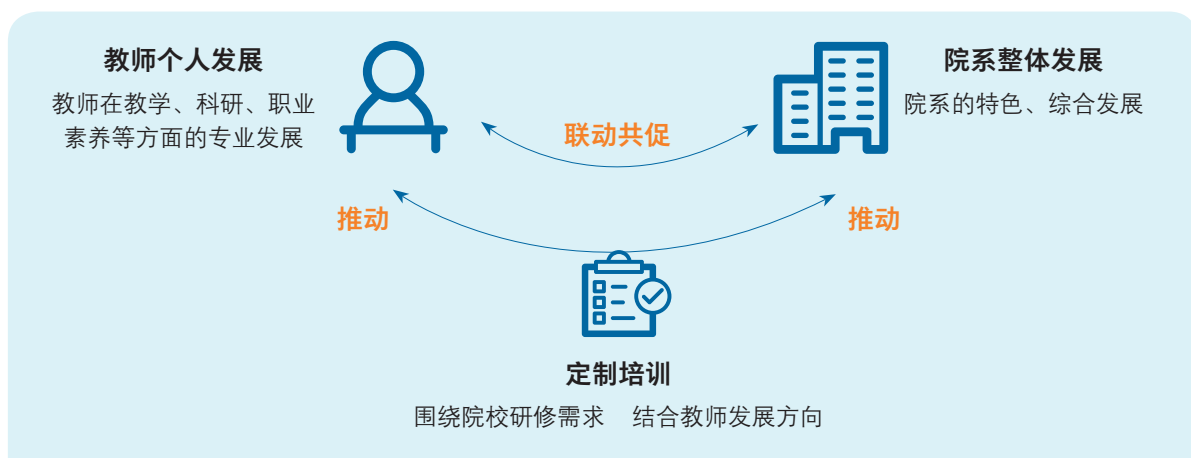 教师个人发展
教师在教学、科研、职业
素养等方面的专业发展
院系整体发展
院系的特色、综合发展
联动共促
推动
推动
定制培训
围绕院校研修需求 结合教师发展方向